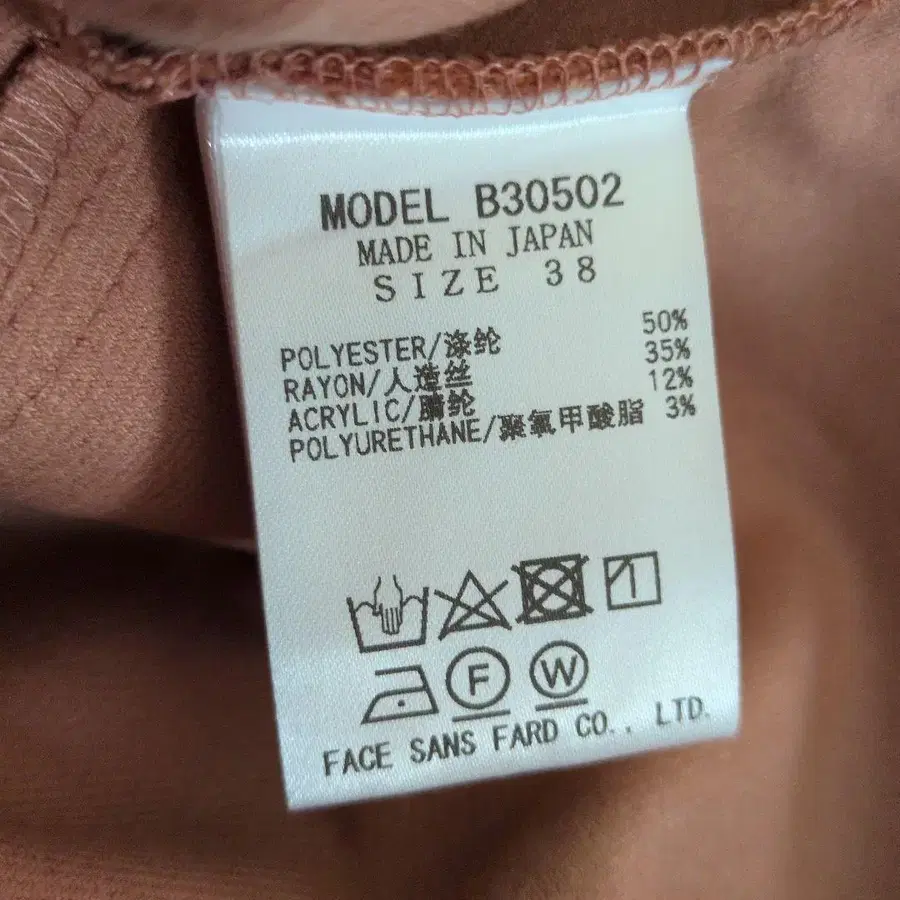 MODEL B30502
MADE IN JAPAN
SIZE 38
POLYESTER/涤纶 50%
RAYON/人造丝 35%
ACRYLIC/腈纶 12%
POLYURETHANE/聚氨甲酸脂 3%
F W
FACE SANS FARD CO., LTD.